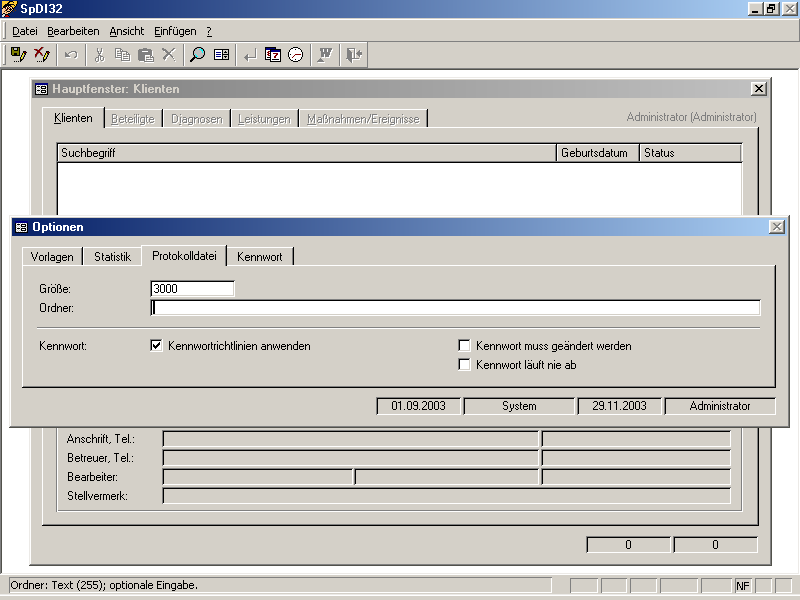 SpDI32
Datei Bearbeiten Ansicht Einfügen ?
Hauptfenster: Klienten
Klienten Beteiligte Diagnosen Leistungen Maßnahmen/Ereignisse Administrator (Administrator)
Suchbegriff Geburtsdatum Status
Optionen
Vorlagen Statistik Protokolldatei Kennwort
Größe: 3000
Ordner:
Kennwort: Kennwortrichtlinien anwenden Kennwort muss geändert werden
Kennwort läuft nie ab
01.09.2003 System 29.11.2003 Administrator
Anschrift, Tel.:
Betreuer, Tel.:
Bearbeiter:
Stellvermerk:
0 0
Ordner: Text (255); optionale Eingabe. NF